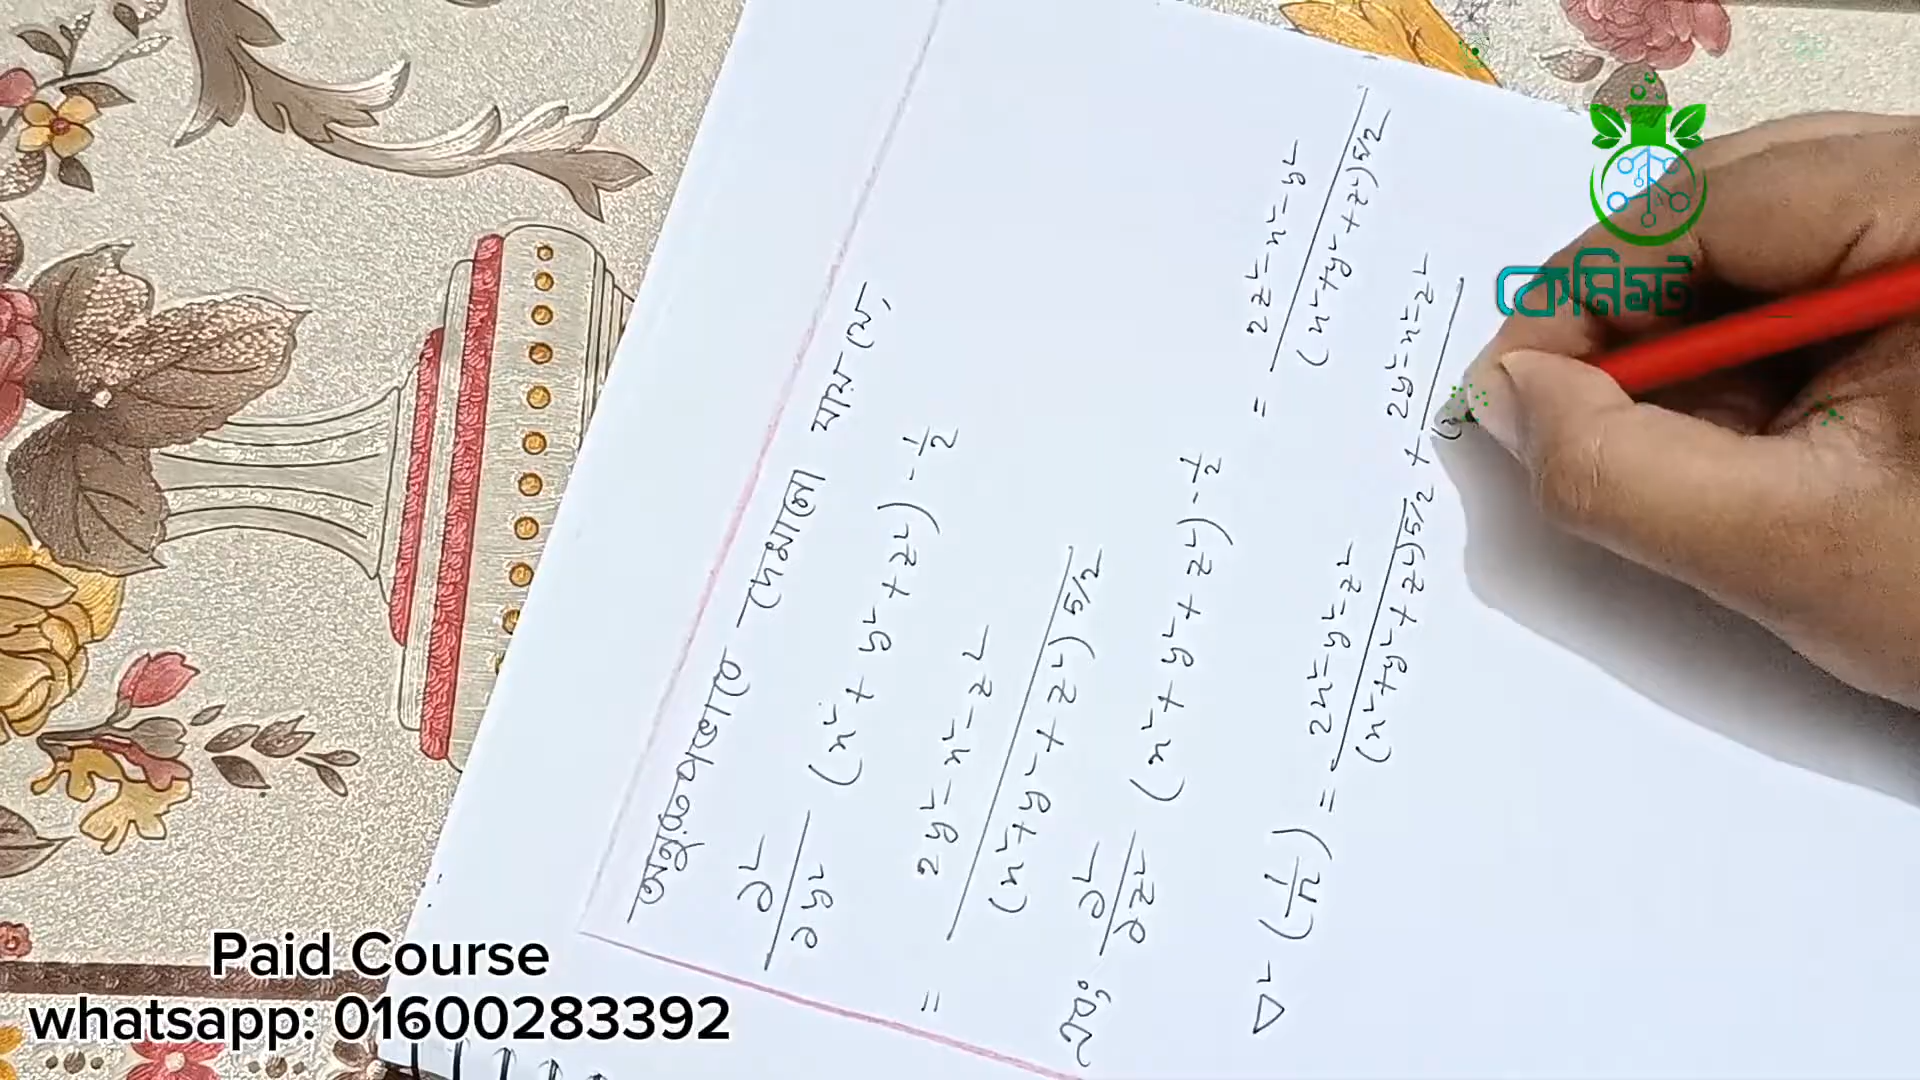 অনুরূপভাবে দেখানো যায় যে,
∂²/∂y² (x²+y²+z²)-1/2
= 2y²-x²-z²/(x²+y²+z²)5/2
এবং ∂²/∂z² (x²+y²+z²)-1/2 = 2z²-x²-y²/(x²+y²+z²)5/2
∇²(1/r) = 2x²-y²-z²/(x²+y²+z²)5/2 + 2y²-x²-z²/(
কেমিস্ট
Paid Course
whatsapp: 01600283392